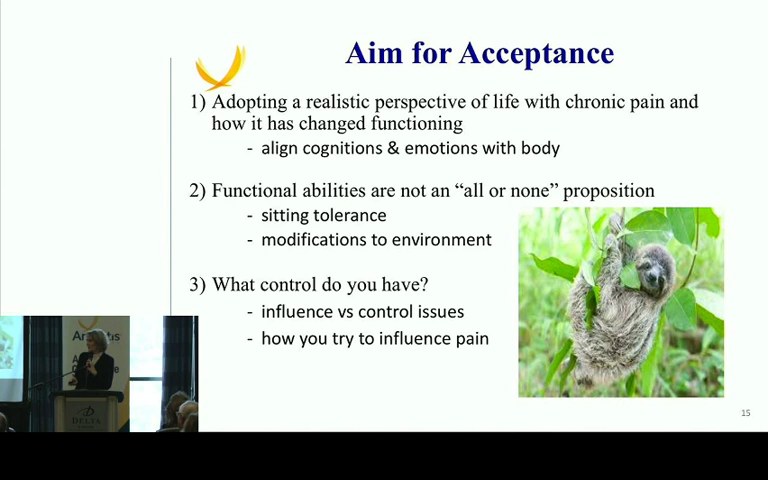 Aim for Acceptance
1) Adopting a realistic perspective of life with chronic pain and
how it has changed functioning
- align cognitions & emotions with body
2) Functional abilities are not an “all or none” proposition
- sitting tolerance
- modifications to environment
3) What control do you have?
- influence vs control issues
- how you try to influence pain
DELTA
15